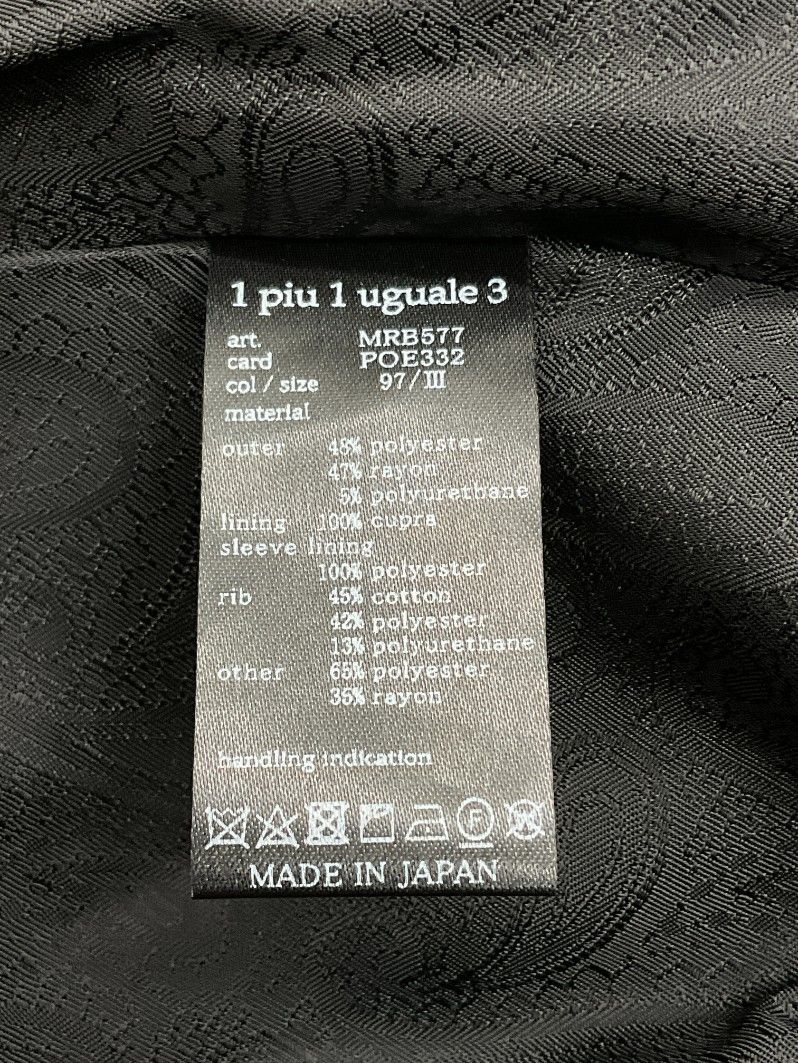 1 piu 1 uguale 3
art. MRB577
card POE332
col / size 97/III
material
outer 48% polyester
47% rayon
5% polyurethane
lining 100% cupra
sleeve lining
100% polyester
rib 45% cotton
42% polyester
13% polyurethane
other 65% polyester
35% rayon
handling indication
F W
MADE IN JAPAN